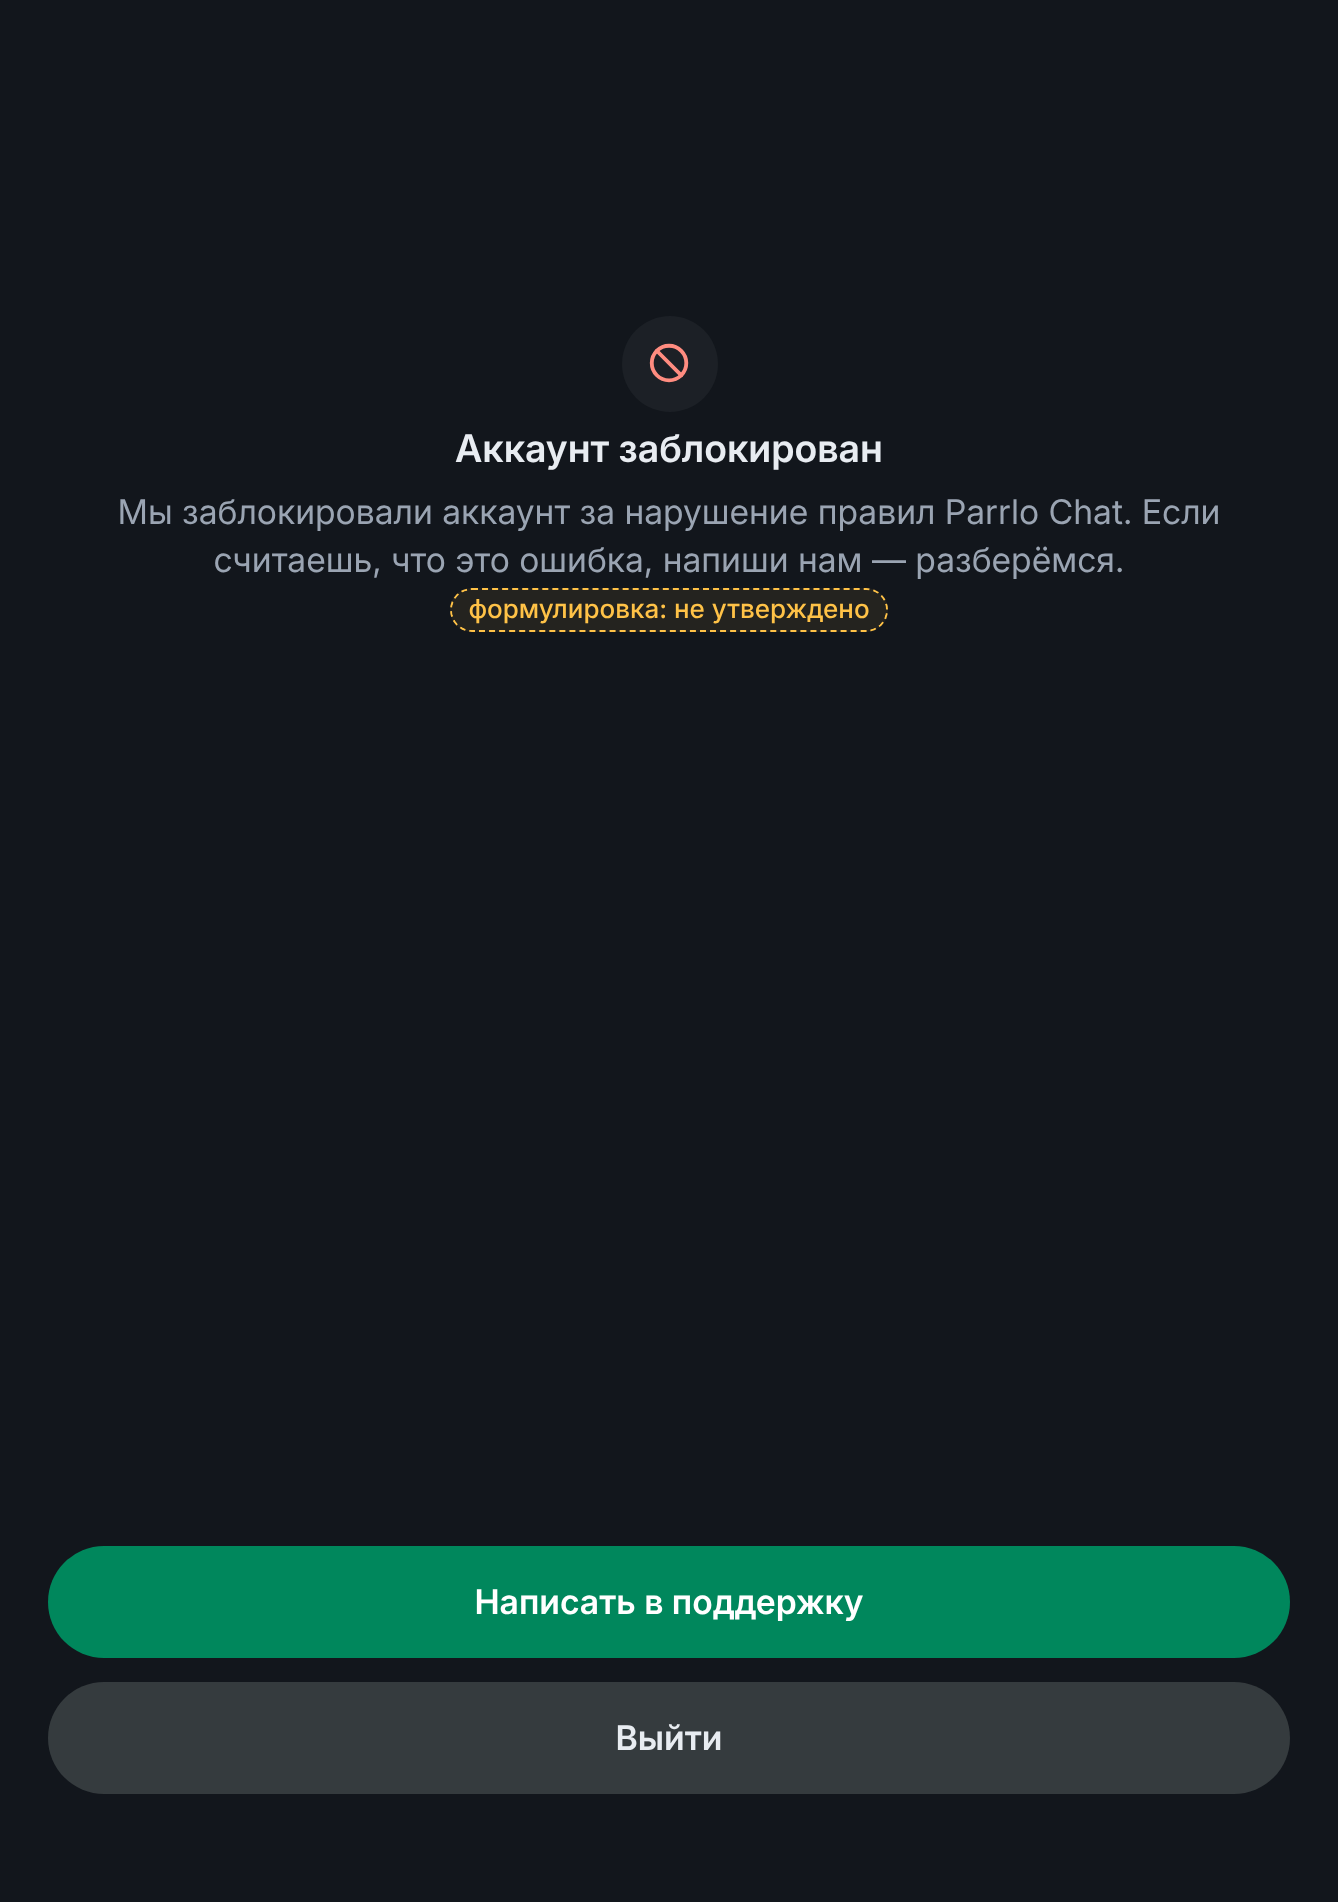 Аккаунт заблокирован
Мы заблокировали аккаунт за нарушение правил Parrlo Chat. Если
считаешь, что это ошибка, напиши нам — разберёмся.
формулировка: не утверждено
Написать в поддержку
Выйти